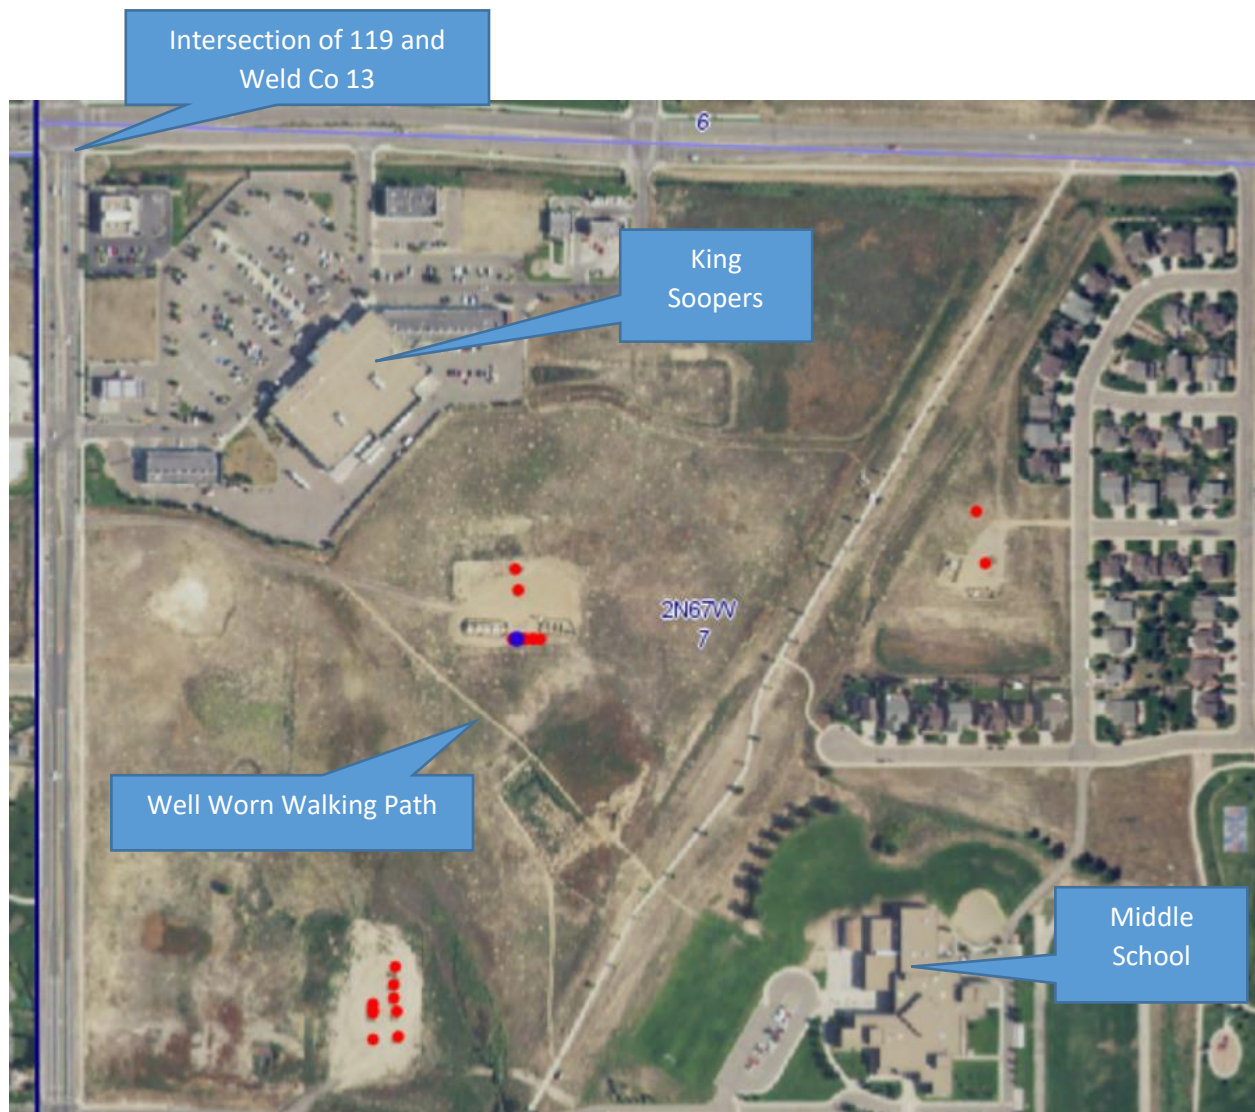 Intersection of 119 and
Weld Co 13
6
King
Soopers
2N67W
7
Well Worn Walking Path
Middle
School